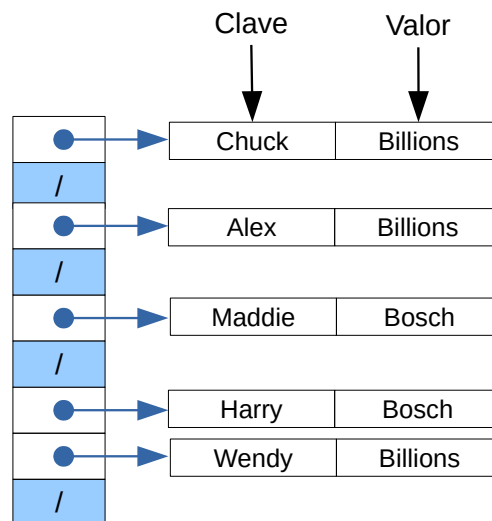 Clave Valor
Chuck Billions
/
Alex Billions
/
Maddie Bosch
/
Harry Bosch
Wendy Billions
/